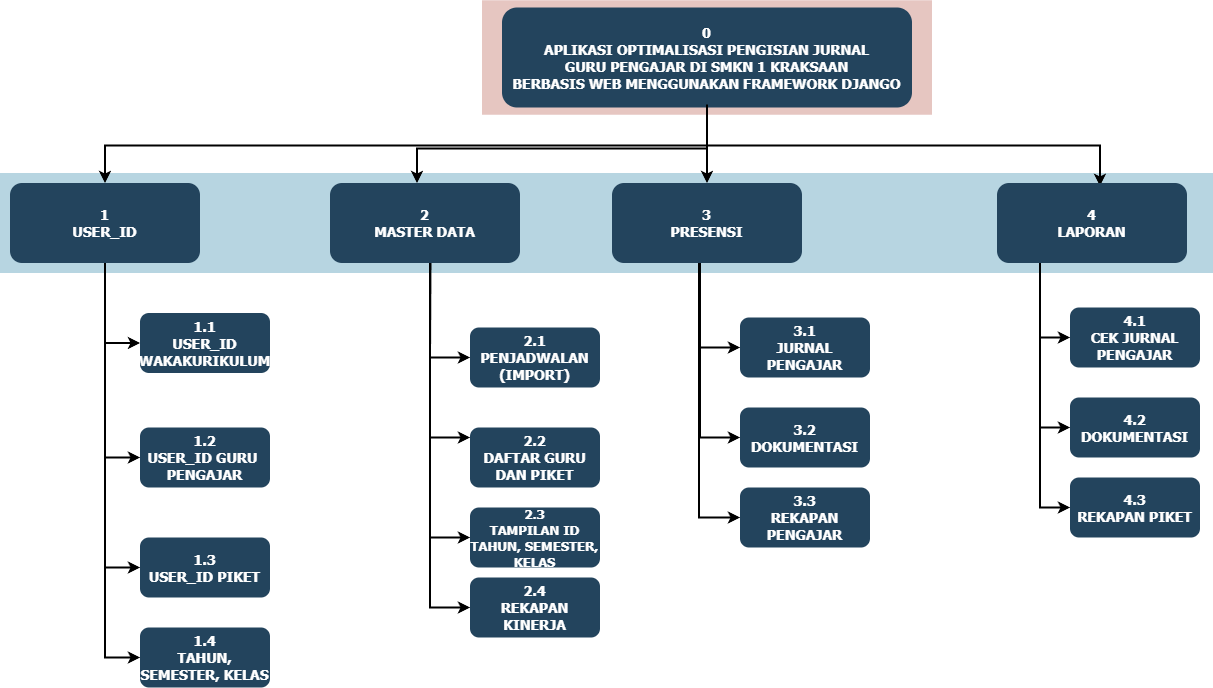 0
APLIKASI OPTIMALISASI PENGISIAN JURNAL
GURU PENGAJAR DI SMKN 1 KRAKSAAN
BERBASIS WEB MENGGUNAKAN FRAMEWORK DJANGO
1
USER_ID
2
MASTER DATA
3
PRESENSI
4
LAPORAN
1.1
USER_ID
WAKAKURIKULUM
1.2
USER_ID GURU
PENGAJAR
1.3
USER_ID PIKET
1.4
TAHUN,
SEMESTER, KELAS
2.1
PENJADWALAN
(IMPORT)
2.2
DAFTAR GURU
DAN PIKET
2.3
TAMPILAN ID
TAHUN, SEMESTER,
KELAS
2.4
REKAPAN
KINERJA
3.1
JURNAL
PENGAJAR
3.2
DOKUMENTASI
3.3
REKAPAN
PENGAJAR
4.1
CEK JURNAL
PENGAJAR
4.2
DOKUMENTASI
4.3
REKAPAN PIKET